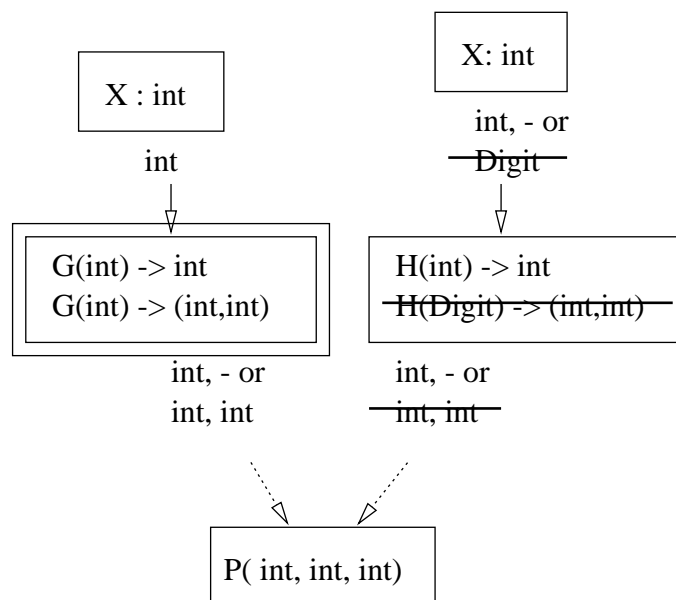 X : int
int
G(int) -> int
G(int) -> (int,int)
int, - or
int, int
X: int
int, - or
Digit
H(int) -> int
H(Digit) -> (int,int)
int, - or
int, int
P( int, int, int)